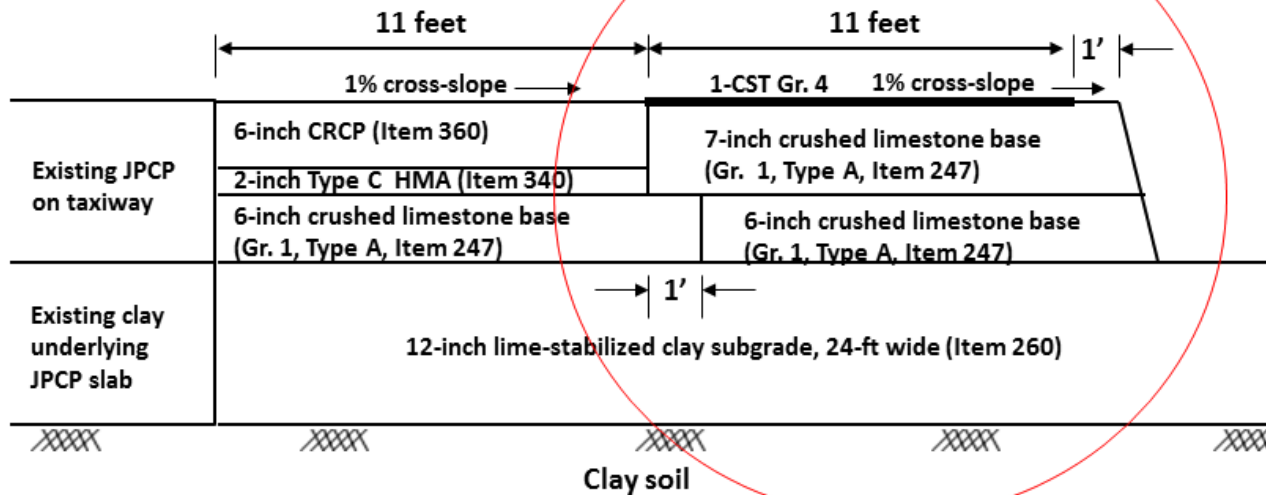 11 feet
11 feet
1'
1% cross-slope
1-CST Gr. 4
1% cross-slope
6-inch CRCP (Item 360)
2-inch Type C HMA (Item 340)
6-inch crushed limestone base
(Gr. 1, Type A, Item 247)
7-inch crushed limestone base
(Gr. 1, Type A, Item 247)
6-inch crushed limestone base
(Gr. 1, Type A, Item 247)
Existing JPCP
on taxiway
1'
Existing clay
underlying
JPCP slab
12-inch lime-stabilized clay subgrade, 24-ft wide (Item 260)
Clay soil